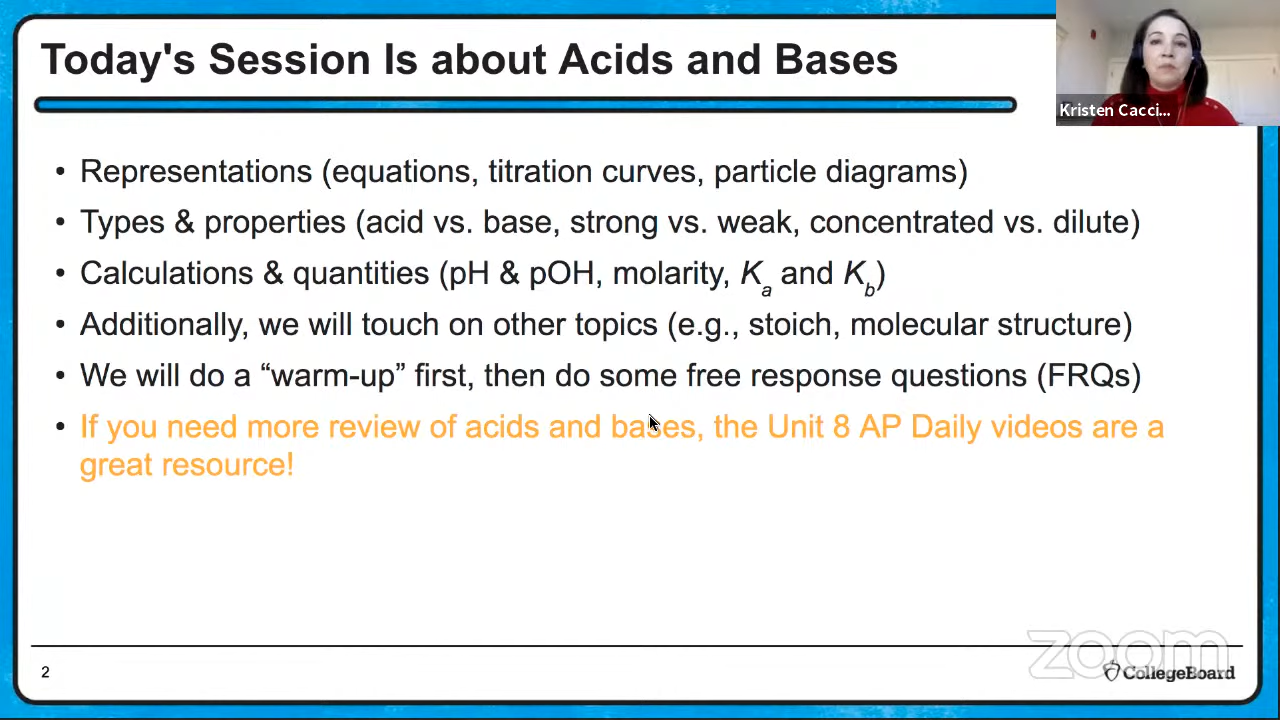 Today's Session Is about Acids and Bases
Kristen Cacci...
• Representations (equations, titration curves, particle diagrams)
• Types & properties (acid vs. base, strong vs. weak, concentrated vs. dilute)
• Calculations & quantities (pH & pOH, molarity, Ka and Kb)
• Additionally, we will touch on other topics (e.g., stoich, molecular structure)
• We will do a “warm-up” first, then do some free response questions (FRQs)
• If you need more review of acids and bases, the Unit 8 AP Daily videos are a
great resource!
zoom
2
CollegeBoard